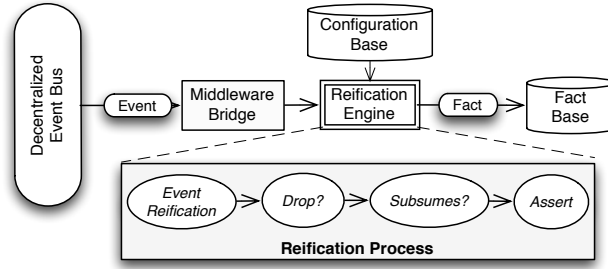 Configuration
Base
Decentralized
Event Bus
Event
Middleware
Bridge
Reification
Engine
Fact
Fact
Base
Event
Reification
Drop?
Subsumes?
Assert
Reification Process